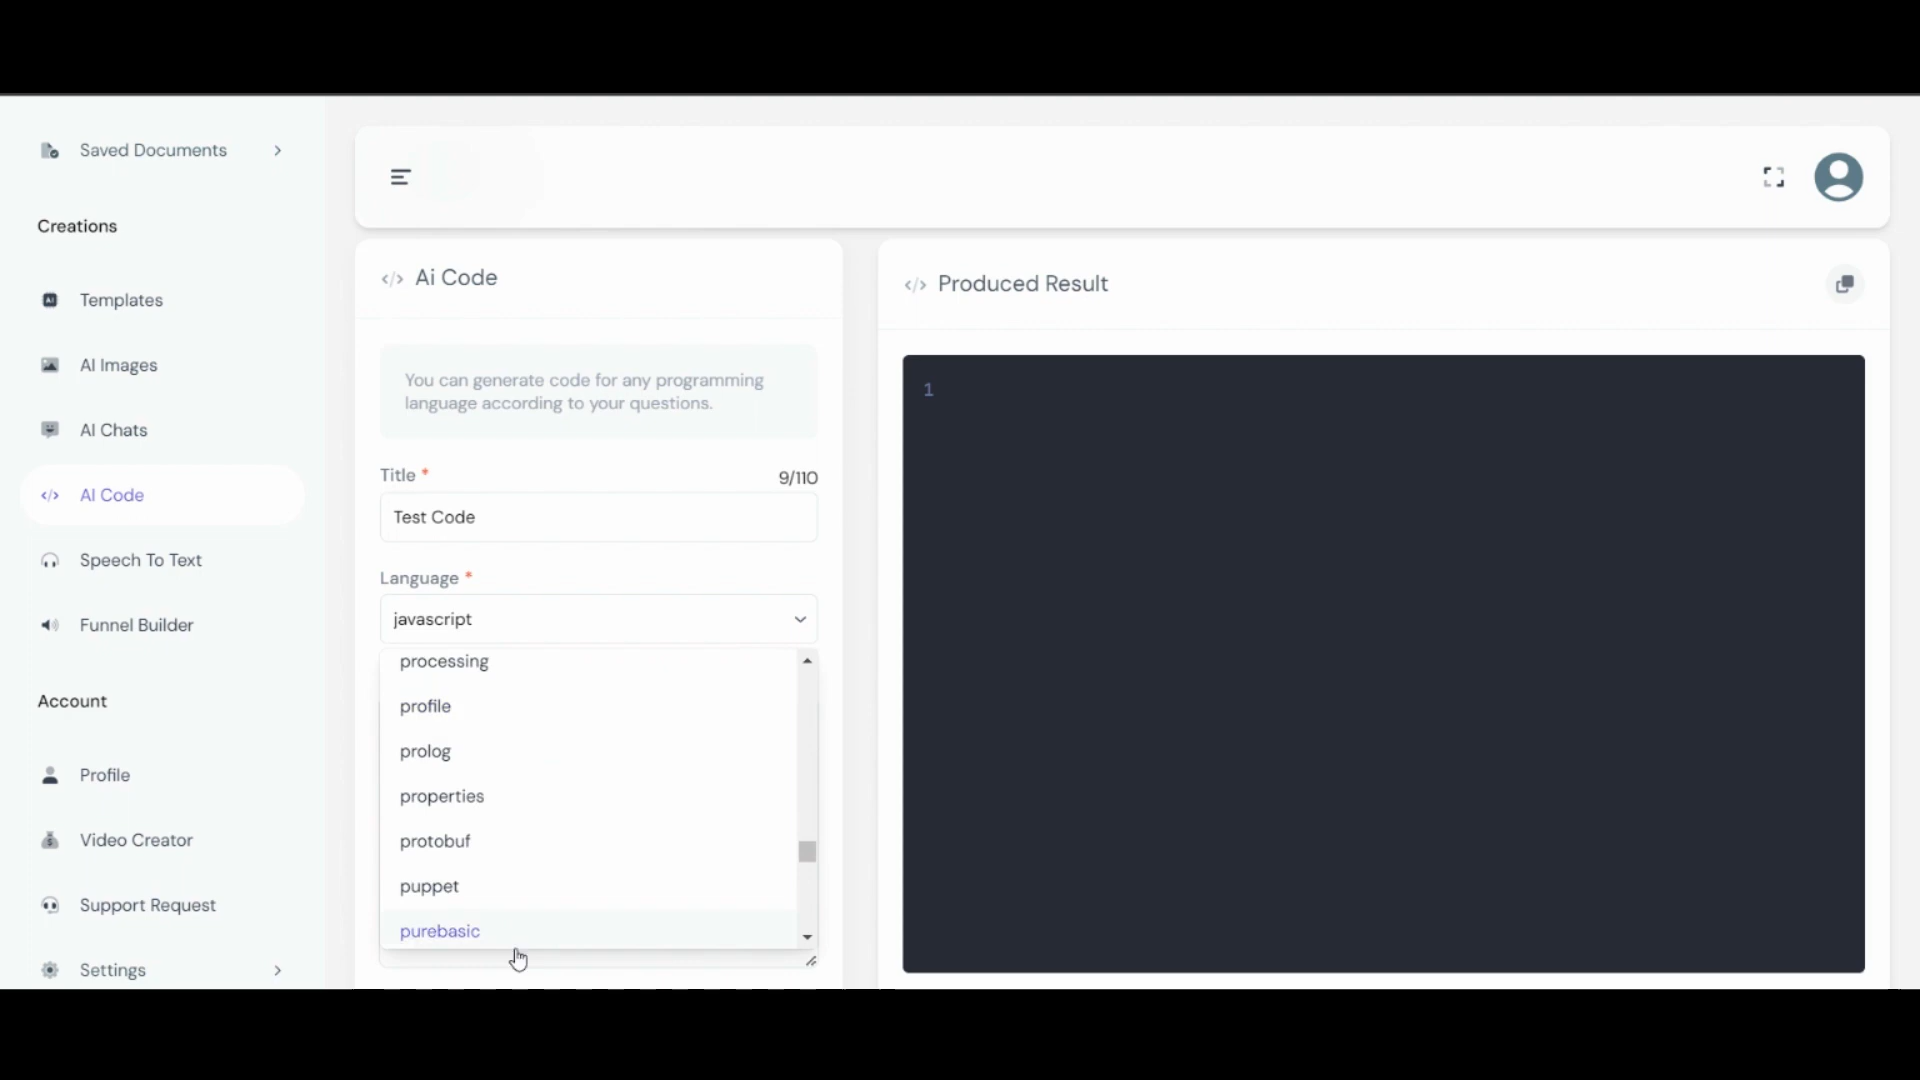 Saved Documents
Creations
Templates
AI Images
AI Chats
AI Code
Speech To Text
Funnel Builder
Account
Profile
Video Creator
Support Request
Settings
</> Ai Code
You can generate code for any programming
language according to your questions.
Title *
9/110
Test Code
Language *
javascript
processing
profile
prolog
properties
protobuf
puppet
purebasic
</> Produced Result
1